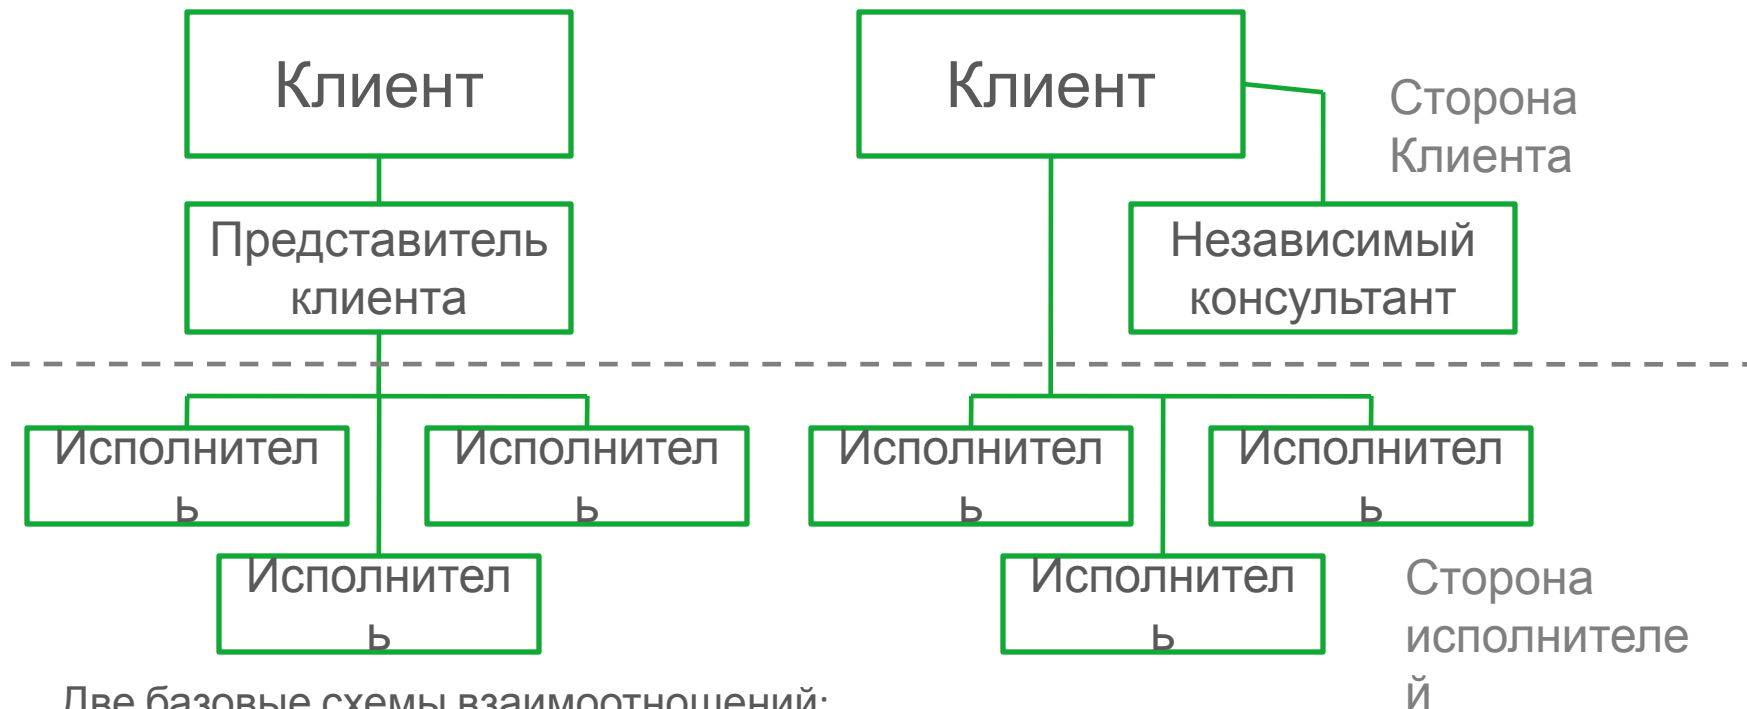 Клиент
Клиент
Сторона
Клиента
Представитель
клиента
Независимый
консультант
Исполнител
ь
Исполнител
ь
Исполнител
ь
Исполнител
ь
Исполнител
ь
Исполнител
ь
Сторона
исполнителе
й
Две базовые схемы взаимоотношений: